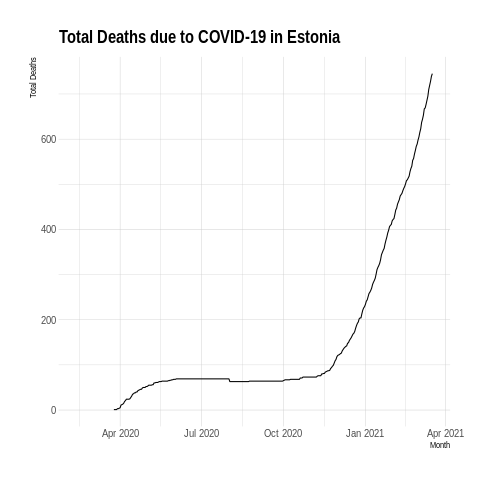 Total Deaths due to COVID-19 in Estonia
Total Deaths
600
400
200
0
Apr 2020 Jul 2020 Oct 2020 Jan 2021 Apr 2021
Month